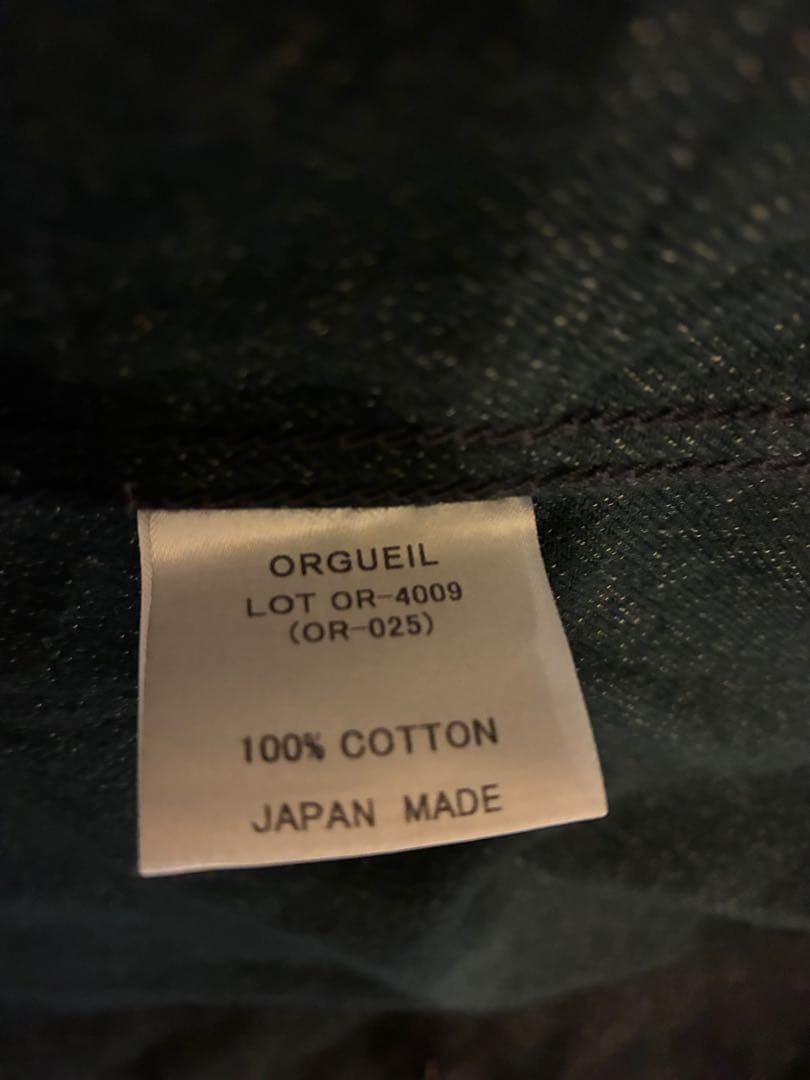 ORGUEIL
LOT OR-4009
(OR-025)
100% COTTON
JAPAN MADE